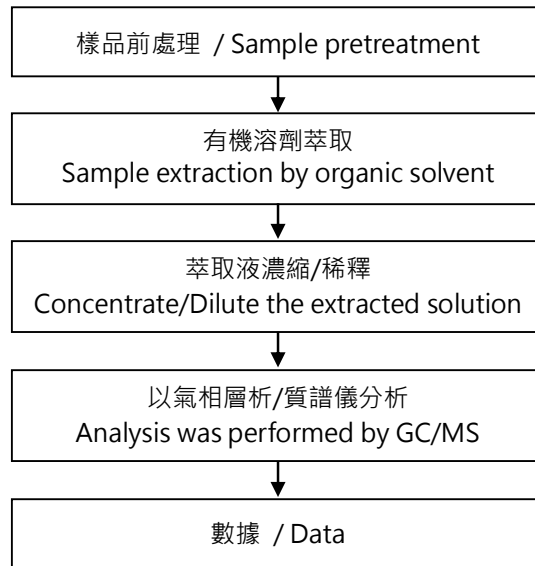 樣品前處理 / Sample pretreatment
有機溶劑萃取
Sample extraction by organic solvent
萃取液濃縮/稀釋
Concentrate/Dilute the extracted solution
以氣相層析/質譜儀分析
Analysis was performed by GC/MS
數據 / Data